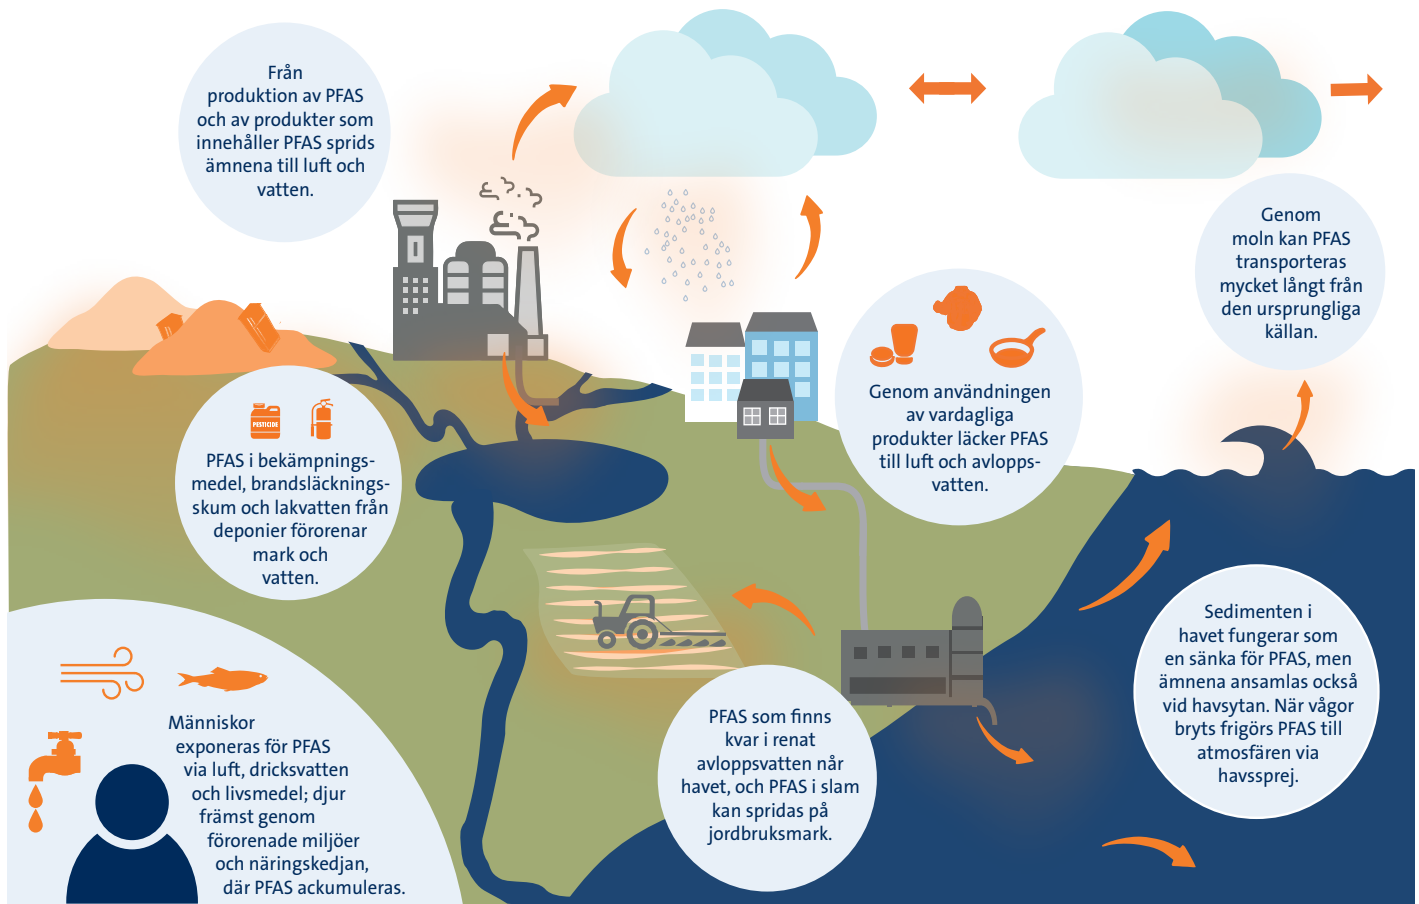 Från
produktion av PFAS
och av produkter som
innehåller PFAS sprids
ämnena till luft och
vatten.
Genom
moln kan PFAS
transporteras
mycket långt från
den ursprungliga
källan.
Genom användningen
av vardagliga
produkter läcker PFAS
till luft och avlopps-
vatten.
PESTICIDE
PFAS i bekämpnings-
medel, brandsläcknings-
skum och lakvatten från
deponier förorenar
mark och
vatten.
Sedimenten i
havet fungerar som
en sänka för PFAS, men
ämnena ansamlas också
vid havsytan. När vågor
bryts frigörs PFAS till
atmosfären via
havssprej.
PFAS som finns
kvar i renat
avloppsvatten når
havet, och PFAS i slam
kan spridas på
jordbruksmark.
Människor
exponeras för PFAS
via luft, dricksvatten
och livsmedel; djur
främst genom
förorenade miljöer
och näringskedjan,
där PFAS ackumuleras.